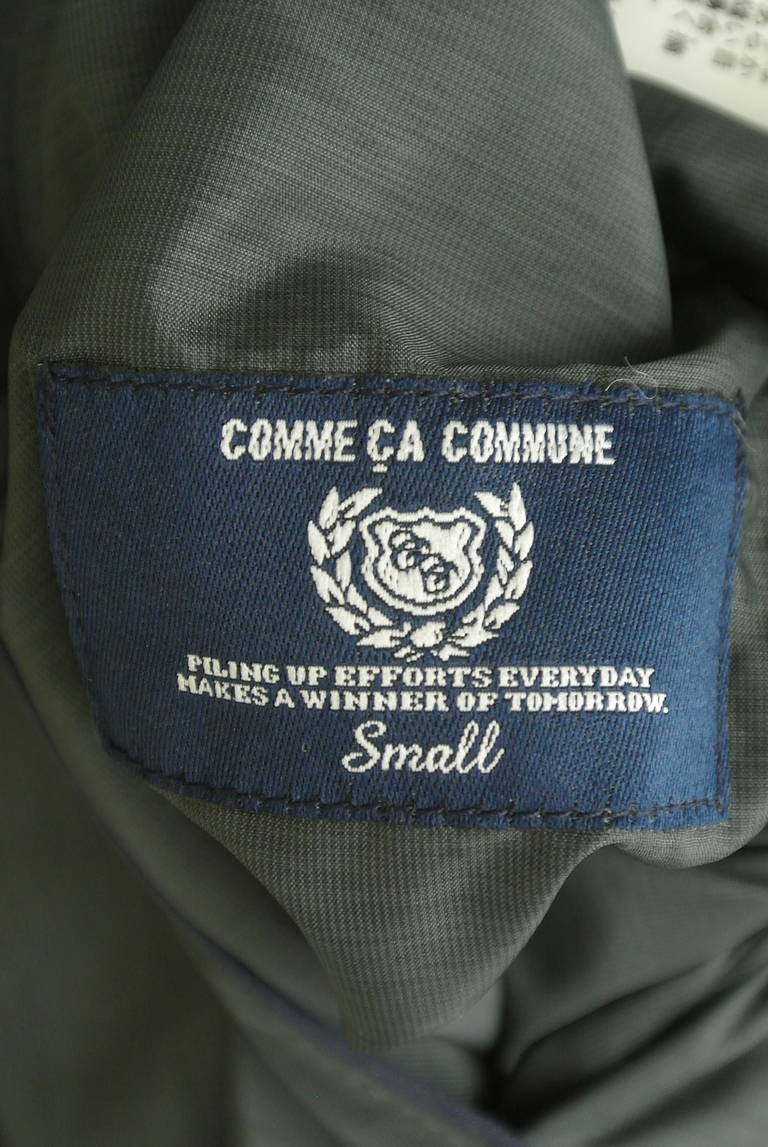 COMME ÇA COMMUNE
PILING UP EFFORTS EVERYDAY
MAKES A WINNER OF TOMORROW.
Small